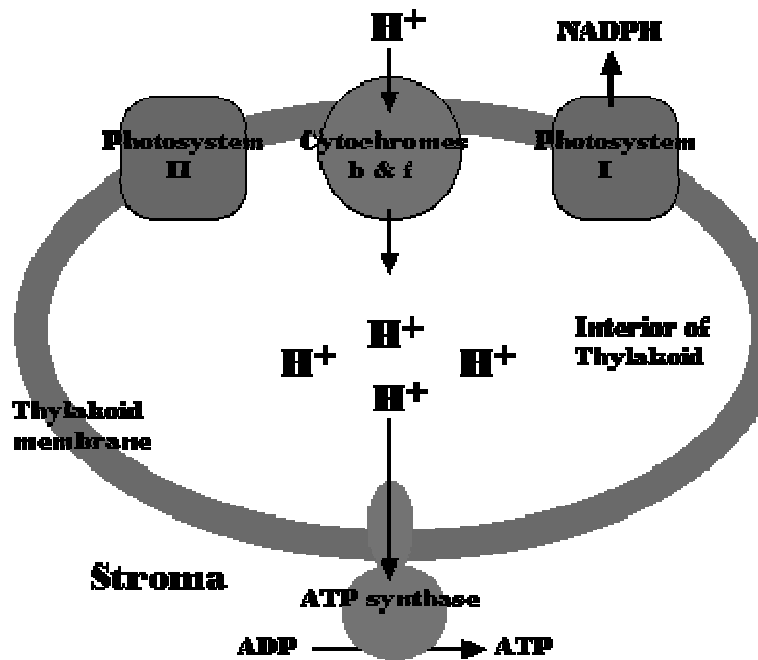 H+
NADPH
Photosystem
II
Cytochromes
b & f
Photosystem
I
H+
H+
H+
H+
Interior of
Thylakoid
Thylakoid
membrane
Stroma
ATP synthase
ADP
ATP